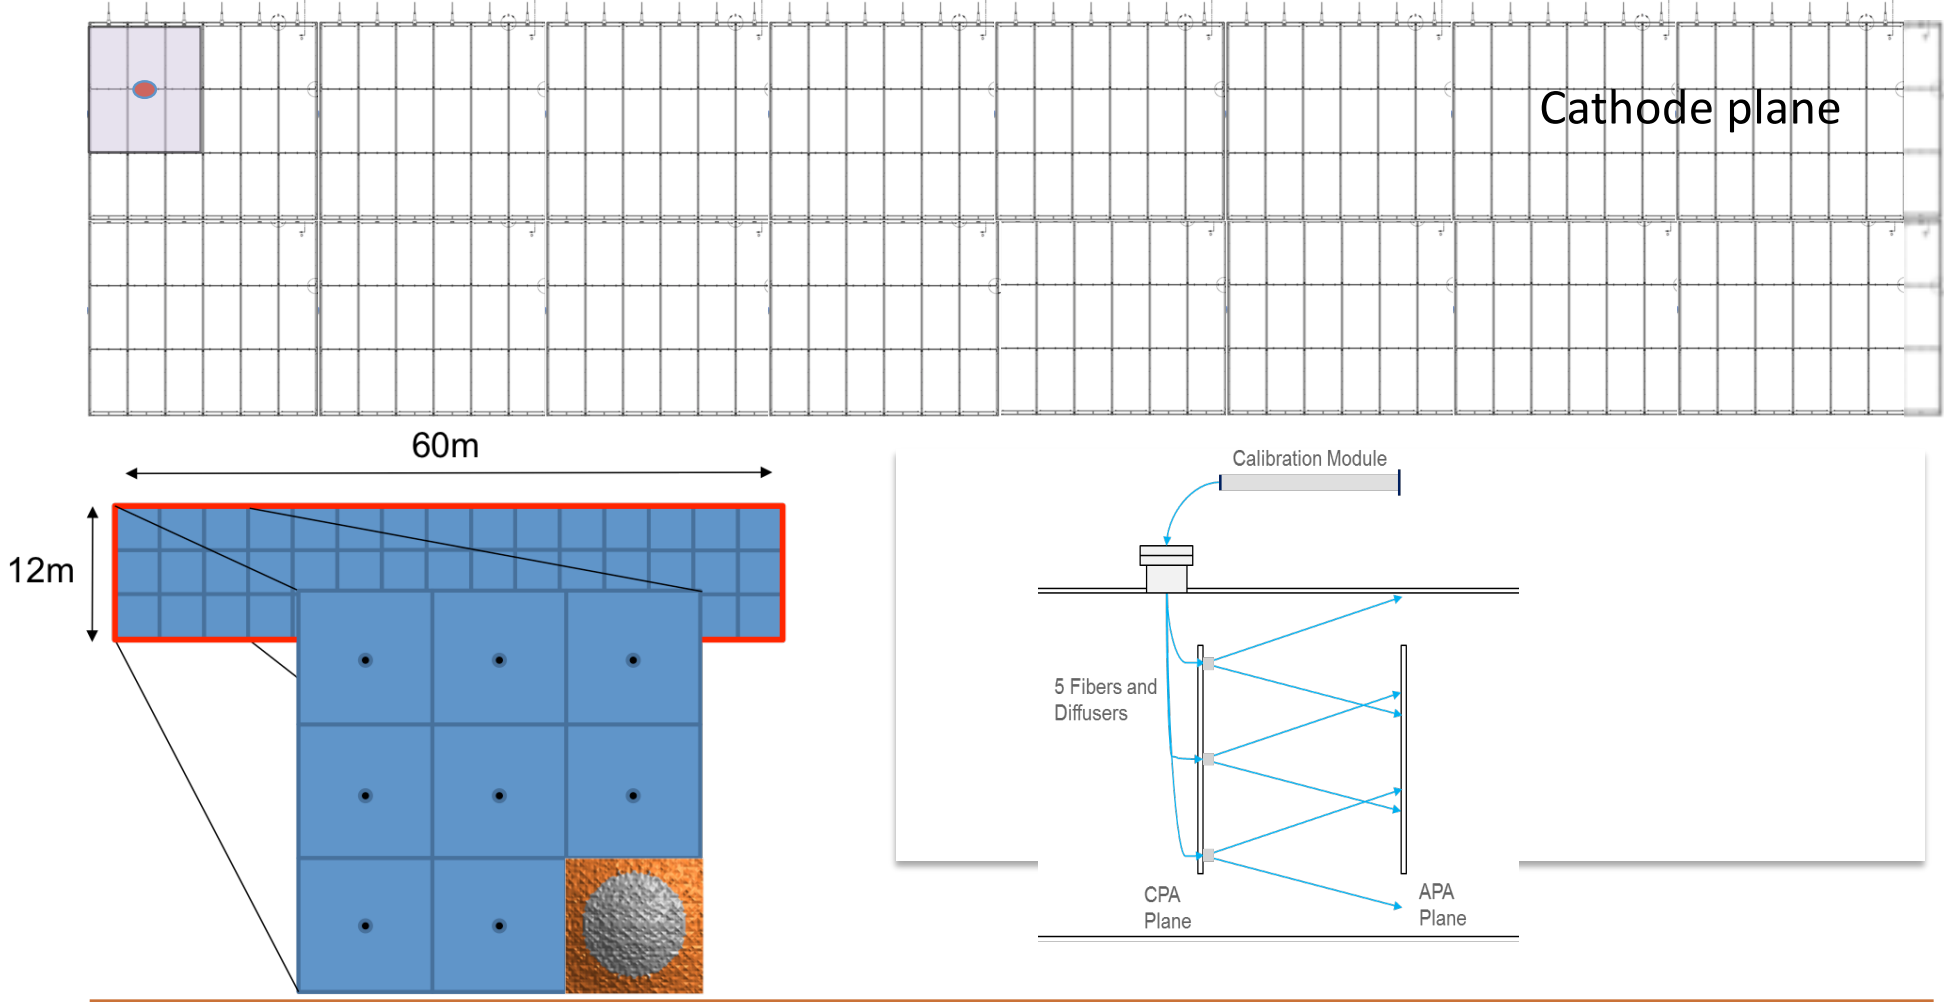 Cathode plane
60m
12m
Calibration Module
5 Fibers and
Diffusers
CPA
Plane
APA
Plane